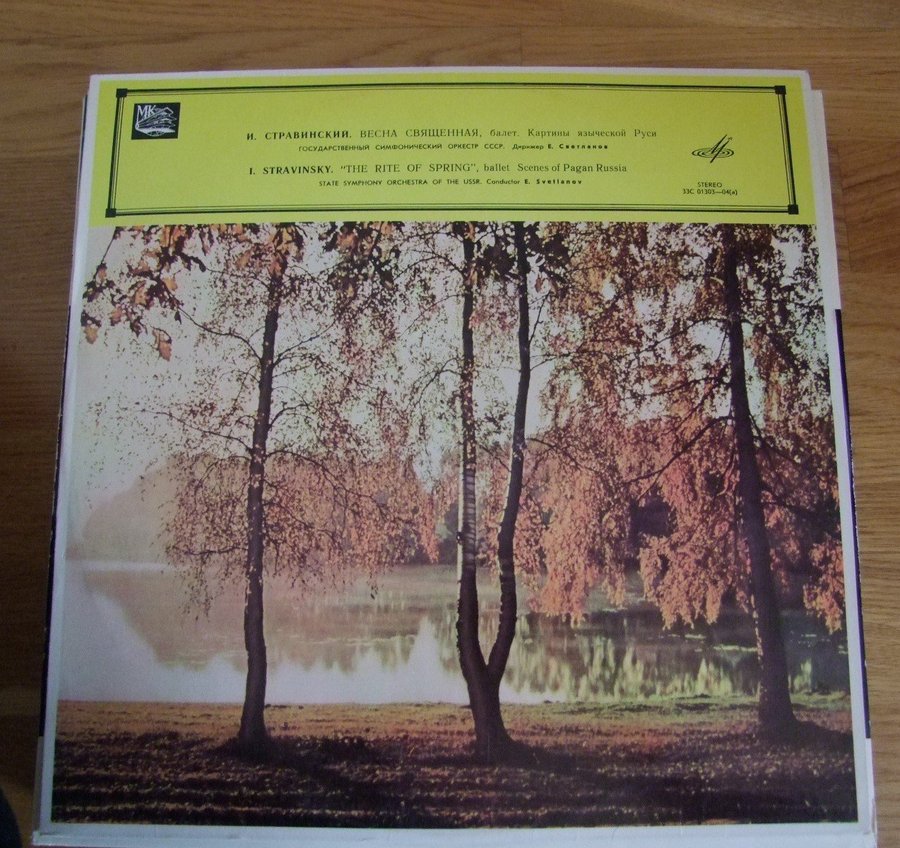 МК
И. СТРАВИНСКИЙ. ВЕСНА СВЯЩЕННАЯ, балет. Картины языческой Руси
ГОСУДАРСТВЕННЫЙ СИМФОНИЧЕСКИЙ ОРКЕСТР СССР. Дирижер Е. Светланов
I. STRAVINSKY. "THE RITE OF SPRING", ballet Scenes of Pagan Russia
STATE SYMPHONY ORCHESTRA OF THE USSR. Conductor E. Svetlanov
STEREO
33С 01303—04(a)